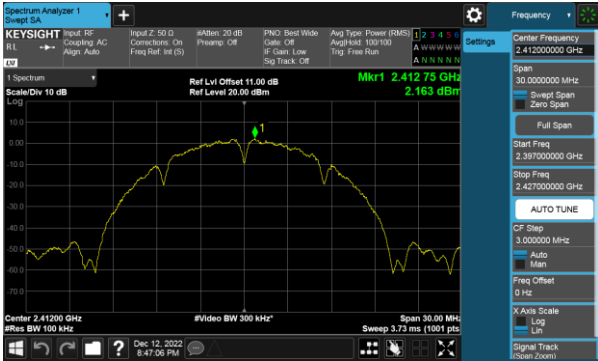 Spectrum Analyzer 1
Swept SA
+
Frequency
KEYSIGHT
RL
LW
Input: RF
Coupling: AC
Align: Auto
Input Z: 50 Ω
Corrections: On
Freq Ref: Int (S)
#Atten: 20 dB
Preamp: Off
PNO: Best Wide
Gate: Off
IF Gain: Low
Sig Track: Off
Avg Type: Power (RMS)
Avg|Hold: 100/100
Trig: Free Run
1 2 3 4 5 6
A W W W W W
A N N N N N
Settings
1 Spectrum
Scale/Div 10 dB
Ref Lvl Offset 11.00 dB
Ref Level 20.00 dBm
Mkr1 2.412 75 GHz
2.163 dBm
Log
10.0
0.00
-10.0
-20.0
-30.0
-40.0
-50.0
-60.0
-70.0
1
Center 2.41200 GHz
#Res BW 100 kHz
#Video BW 300 kHz*
Span 30.00 MHz
Sweep 3.73 ms (1001 pts)
Dec 12, 2022
8:47:06 PM
?
Center Frequency
2.412000000 GHz
Span
30.0000000 MHz
Swept Span
Zero Span
Full Span
Start Freq
2.397000000 GHz
Stop Freq
2.427000000 GHz
AUTO TUNE
CF Step
3.000000 MHz
Auto
Man
Freq Offset
0 Hz
X Axis Scale
Log
Lin
Signal Track
(Span Zoom)